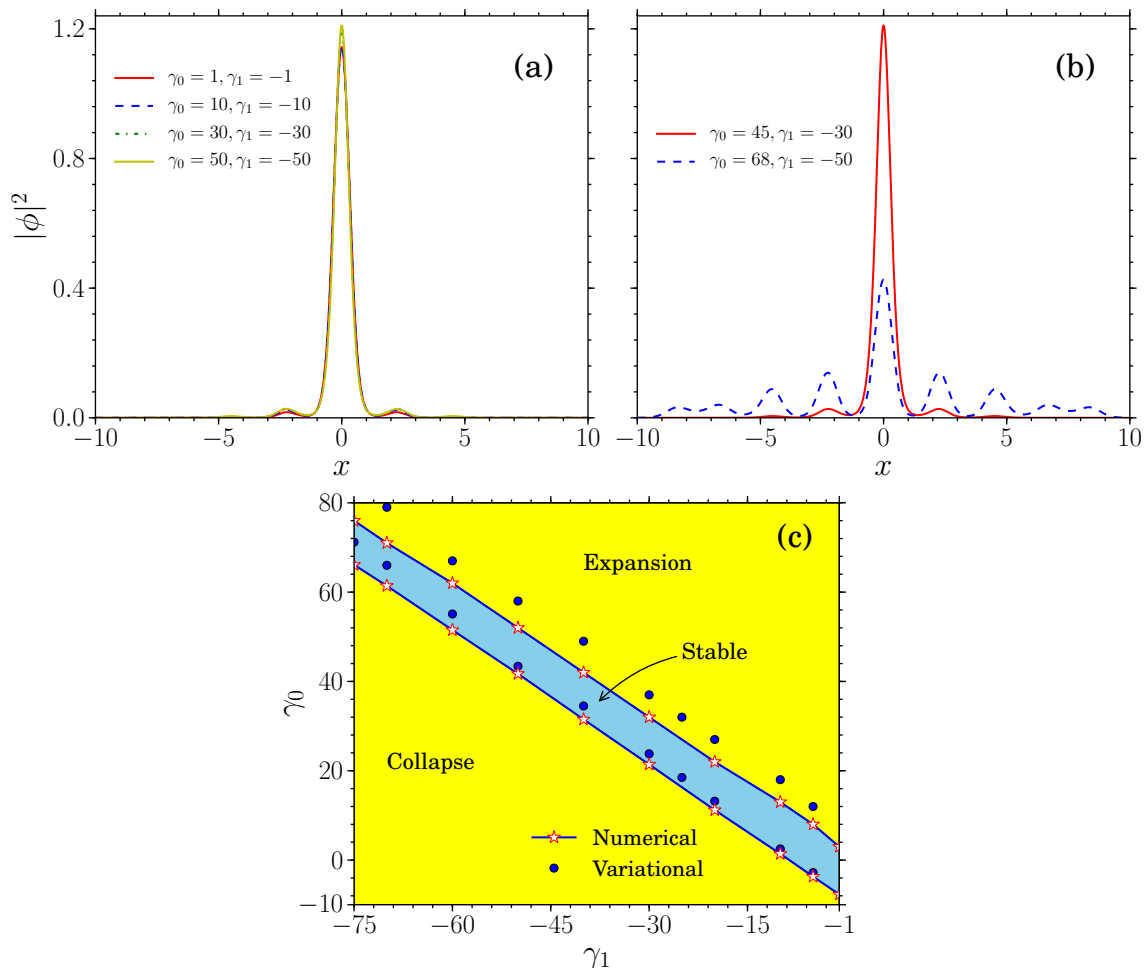 (a)
γ₀ = 1, γ₁ = −1
γ₀ = 10, γ₁ = −10
γ₀ = 30, γ₁ = −30
γ₀ = 50, γ₁ = −50
1.2
0.8
0.4
0.0
|ϕ|²
−10 −5 0 5 10
x
(b)
γ₀ = 45, γ₁ = −30
γ₀ = 68, γ₁ = −50
−10 −5 0 5 10
x
(c)
Expansion
Stable
Collapse
Numerical
Variational
80
60
40
20
0
−10
γ₀
−75 −60 −45 −30 −15 −1
γ₁